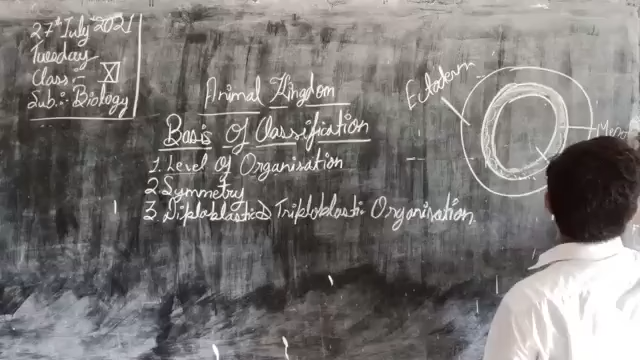 27th July 2021
Tuesday
Class:- XI
Sub.:- Biology
Animal Kingdom
Basis Of Classification
1. Level Of Organisation
2. Symmetry
3. Diploblastic & Triploblastic Organisation
Ectoderm